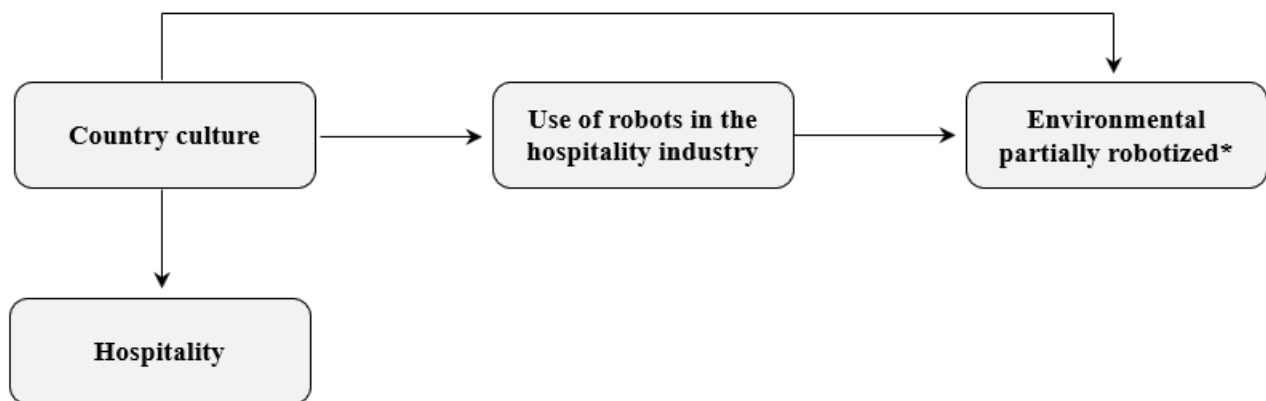 Country culture
Use of robots in the
hospitality industry
Environmental
partially robotized*
Hospitality